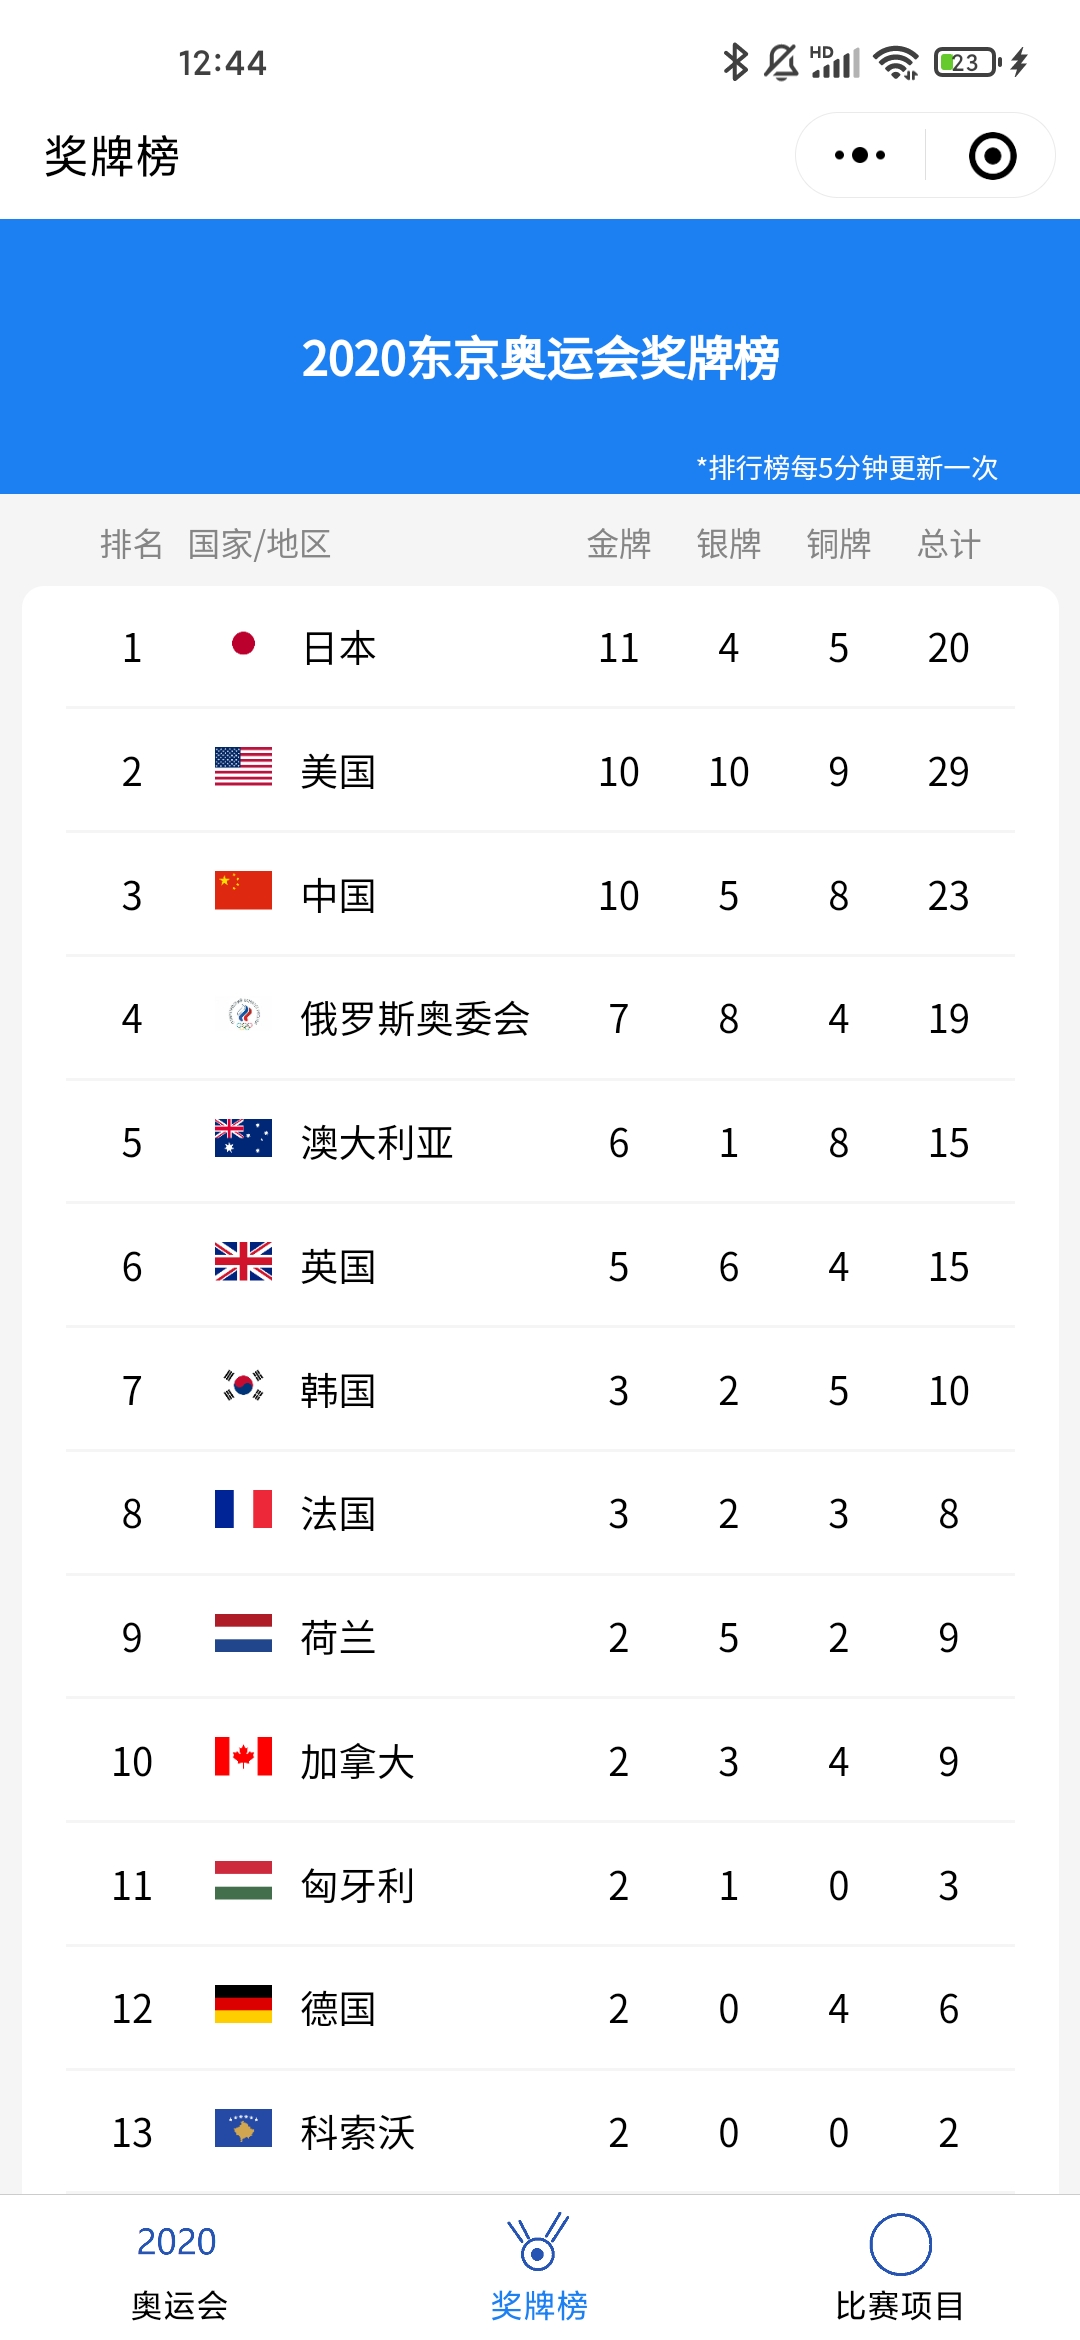 12:44 HD 23
奖牌榜
2020东京奥运会奖牌榜
*排行榜每5分钟更新一次
排名 国家/地区 金牌 银牌 铜牌 总计
1 日本 11 4 5 20
2 美国 10 10 9 29
3 中国 10 5 8 23
4 俄罗斯奥委会 7 8 4 19
5 澳大利亚 6 1 8 15
6 英国 5 6 4 15
7 韩国 3 2 5 10
8 法国 3 2 3 8
9 荷兰 2 5 2 9
10 加拿大 2 3 4 9
11 匈牙利 2 1 0 3
12 德国 2 0 4 6
13 科索沃 2 0 0 2
2020
奥运会 奖牌榜 比赛项目